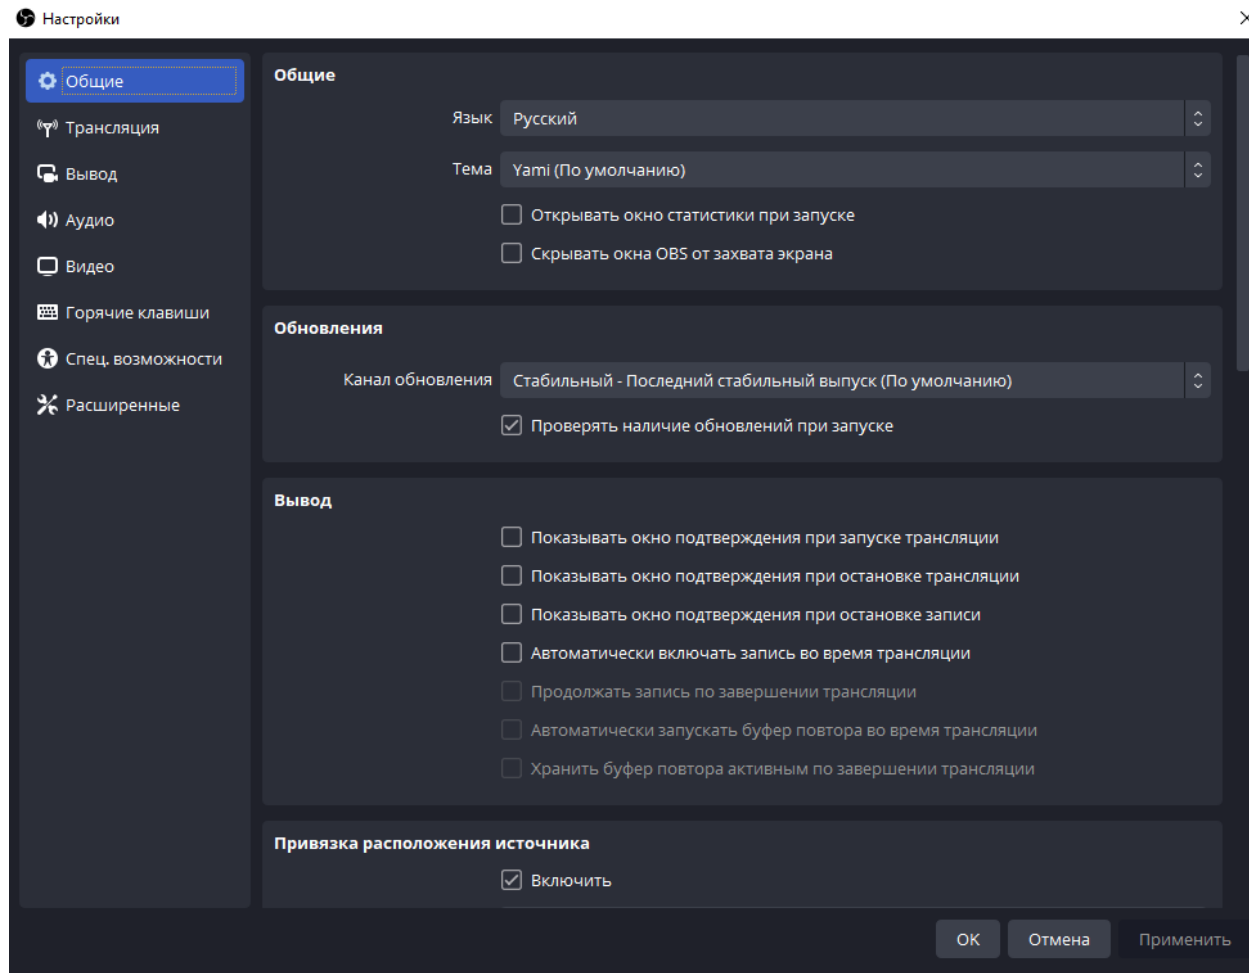 Настройки
Общие
Трансляция
Вывод
Аудио
Видео
Горячие клавиши
Спец. возможности
Расширенные
Общие
Язык Русский
Тема Yami (По умолчанию)
Открывать окно статистики при запуске
Скрывать окна OBS от захвата экрана
Обновления
Канал обновления Стабильный - Последний стабильный выпуск (По умолчанию)
Проверять наличие обновлений при запуске
Вывод
Показывать окно подтверждения при запуске трансляции
Показывать окно подтверждения при остановке трансляции
Показывать окно подтверждения при остановке записи
Автоматически включать запись во время трансляции
Продолжать запись по завершении трансляции
Автоматически запускать буфер повтора во время трансляции
Хранить буфер повтора активным по завершении трансляции
Привязка расположения источника
Включить
OK Отмена Применить